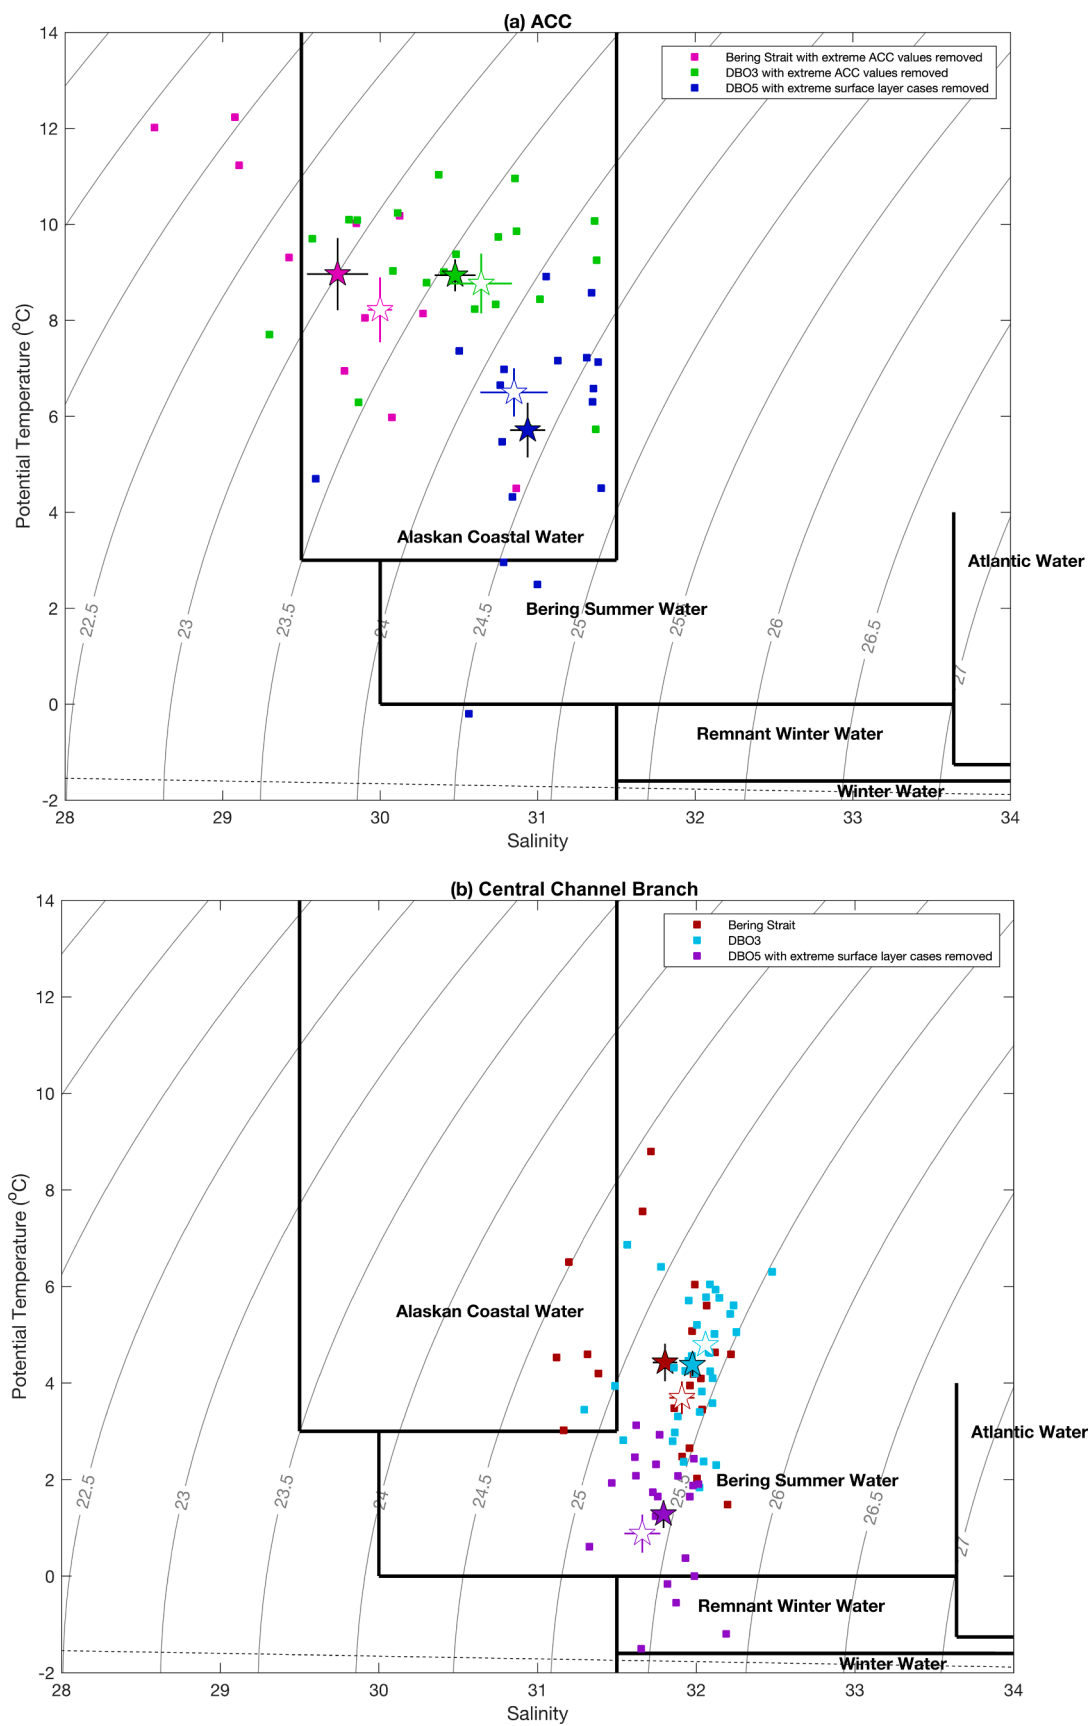 (a) ACC
14
12
10
8
6
4
2
0
-2
Potential Temperature (°C)
Bering Strait with extreme ACC values removed
DBO3 with extreme ACC values removed
DBO5 with extreme surface layer cases removed
Alaskan Coastal Water
Atlantic Water
Bering Summer Water
22.5
23
23.5
24
24.5
25
25.5
26
26.5
27
Remnant Winter Water
Winter Water
28
29
30
31
32
33
34
Salinity
(b) Central Channel Branch
14
12
10
8
6
4
2
0
-2
Potential Temperature (°C)
Bering Strait
DBO3
DBO5 with extreme surface layer cases removed
Alaskan Coastal Water
Atlantic Water
Bering Summer Water
22.5
23
23.5
24
24.5
25
25.5
26
26.5
27
Remnant Winter Water
Winter Water
28
29
30
31
32
33
34
Salinity